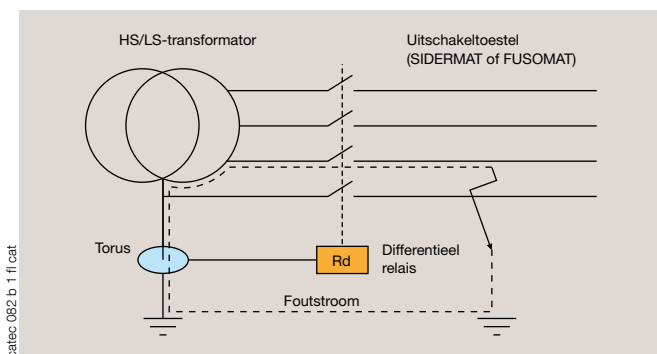 HS/LS-transformator
Uitschakeltoestel
(SIDERMAT of FUSOMAT)
Torus
Rd
Differentieel
relais
Foutstroom
catec 082 b 1 fl cat